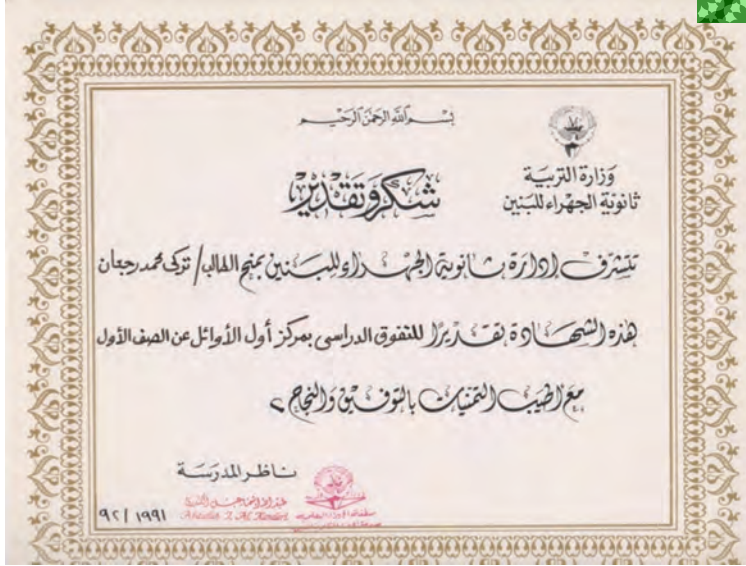 بسم الله الرحمن الرحيم
وزارة التربية
ثانوية الجهراء للبنين
شكر وتقدير
تتشرف إدارة ثانوية الجهراء للبنين بمنح الطالب / تركي محمد رجعان
هذه الشهادة تقديرًا للتفوق الدراسي بمركز أول الأوائل عن الصف الأول
مع أطيب التمنيات بالتوفيق والنجاح
ناظر المدرسة
٩٢ / ١٩٩١